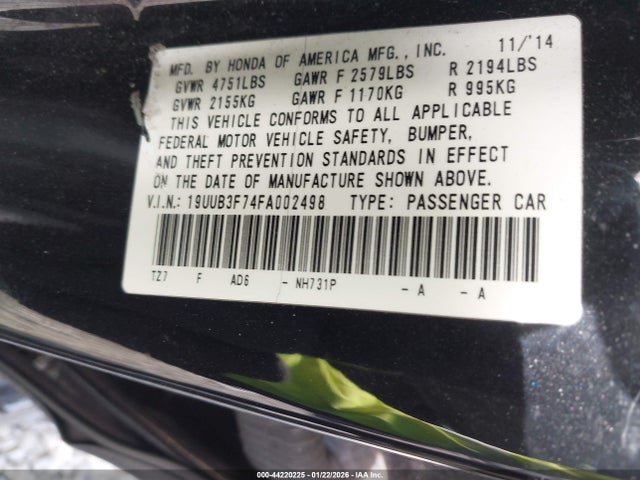 MFD. BY HONDA OF AMERICA MFG., INC. 11/'14
GVWR 4751LBS GAWR F 2579LBS R 2194LBS
GVWR 2155KG GAWR F 1170KG R 995KG
THIS VEHICLE CONFORMS TO ALL APPLICABLE
FEDERAL MOTOR VEHICLE SAFETY, BUMPER,
AND THEFT PREVENTION STANDARDS IN EFFECT
ON THE DATE OF MANUFACTURE SHOWN ABOVE.
V.I.N.: 19UUB3F74FA002498 TYPE: PASSENGER CAR
TZ7 F AD6 - NH731P - A - A
000-44220225 - 01/22/2026 - IAAI.COM